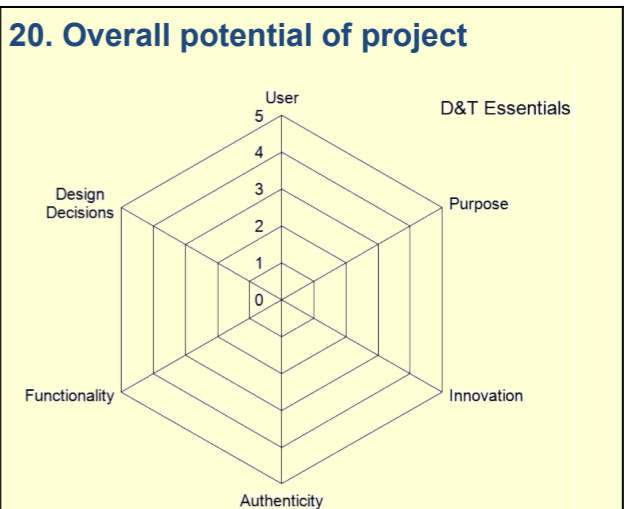 20. Overall potential of project
User
D&T Essentials
5
4
3
2
1
0
Design
Decisions
Purpose
Functionality
Innovation
Authenticity